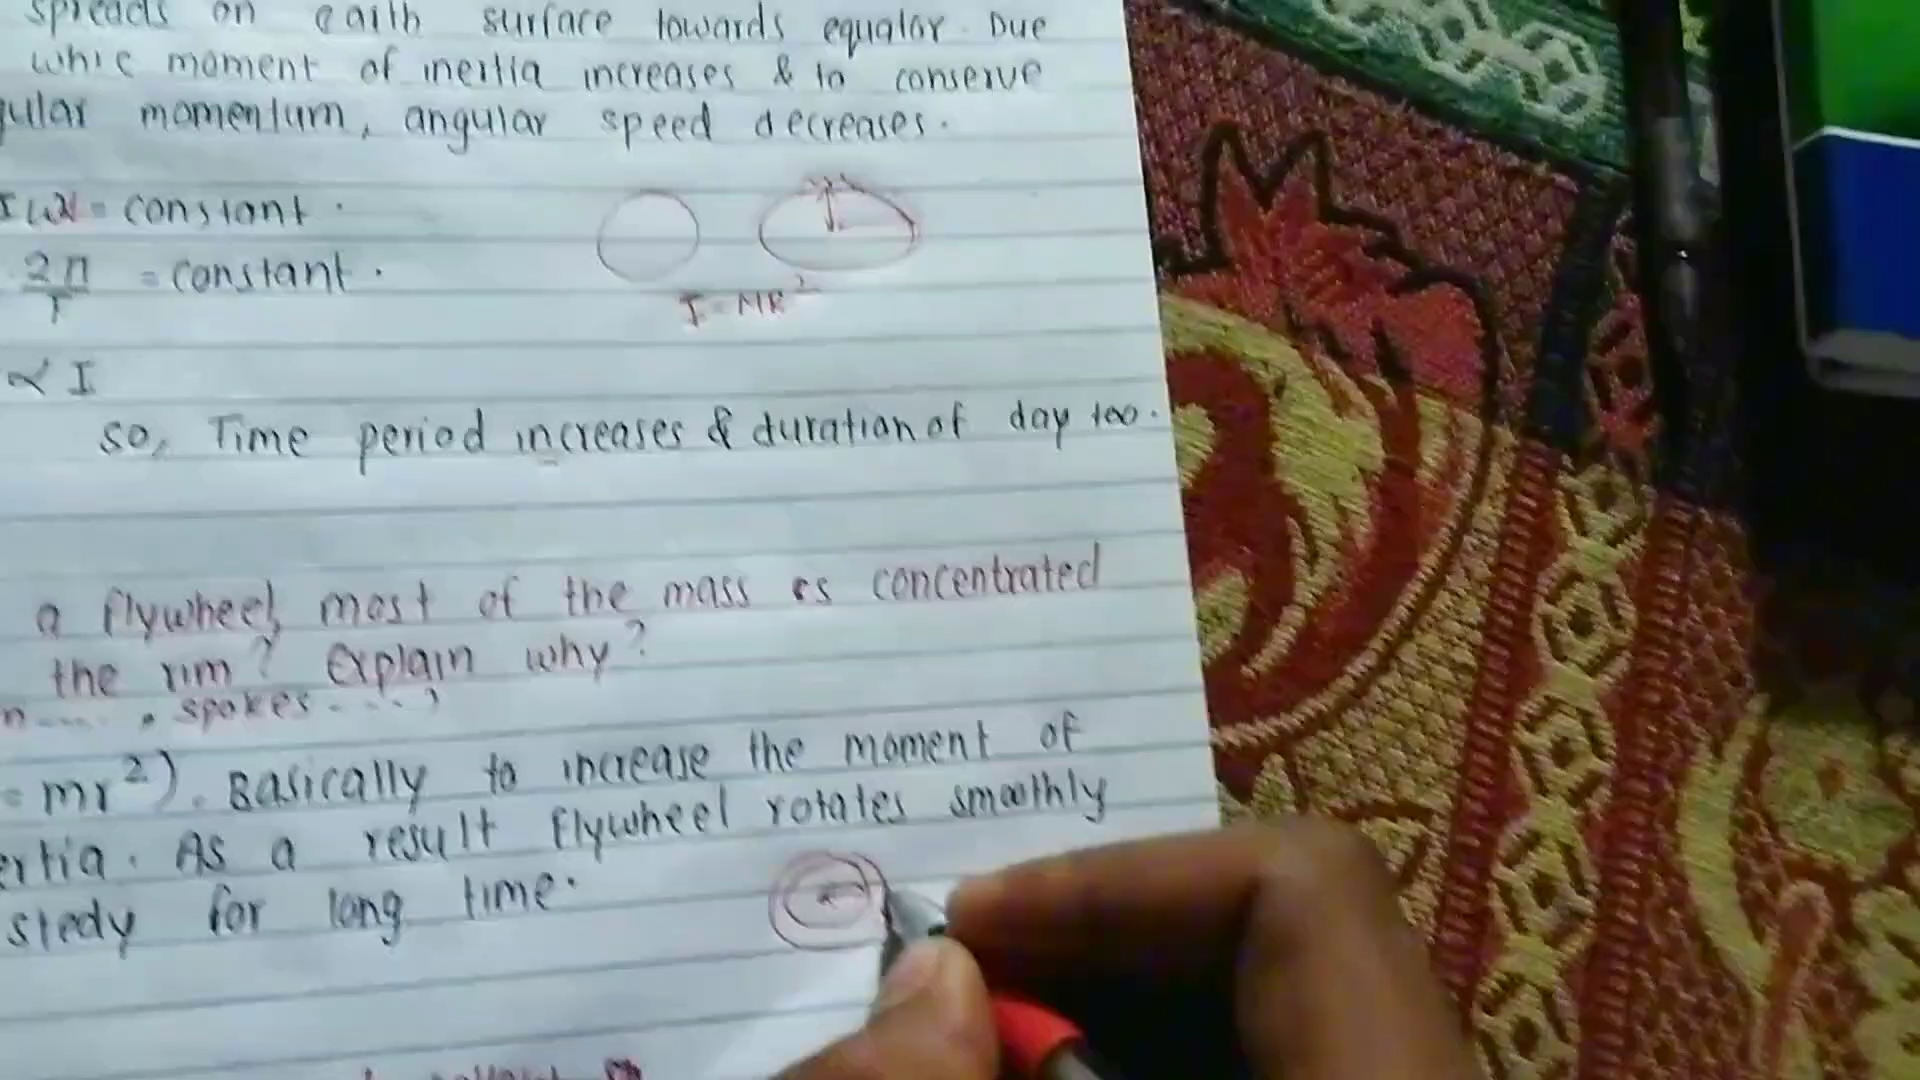 spreads on earth surface towards equator. Due
whic moment of inertia increases & to conserve
gular momentum, angular speed decreases.
Iω = constant.
2π/T = constant.
I = MR²
∝ I
so, Time period increases & duration of day too.
a flywheel, most of the mass is concentrated
the rim? Explain why?
n .... , spokes ....?
= mr²). Basically to increase the moment of
ertia. As a result flywheel rotates smoothly
stedy for long time.